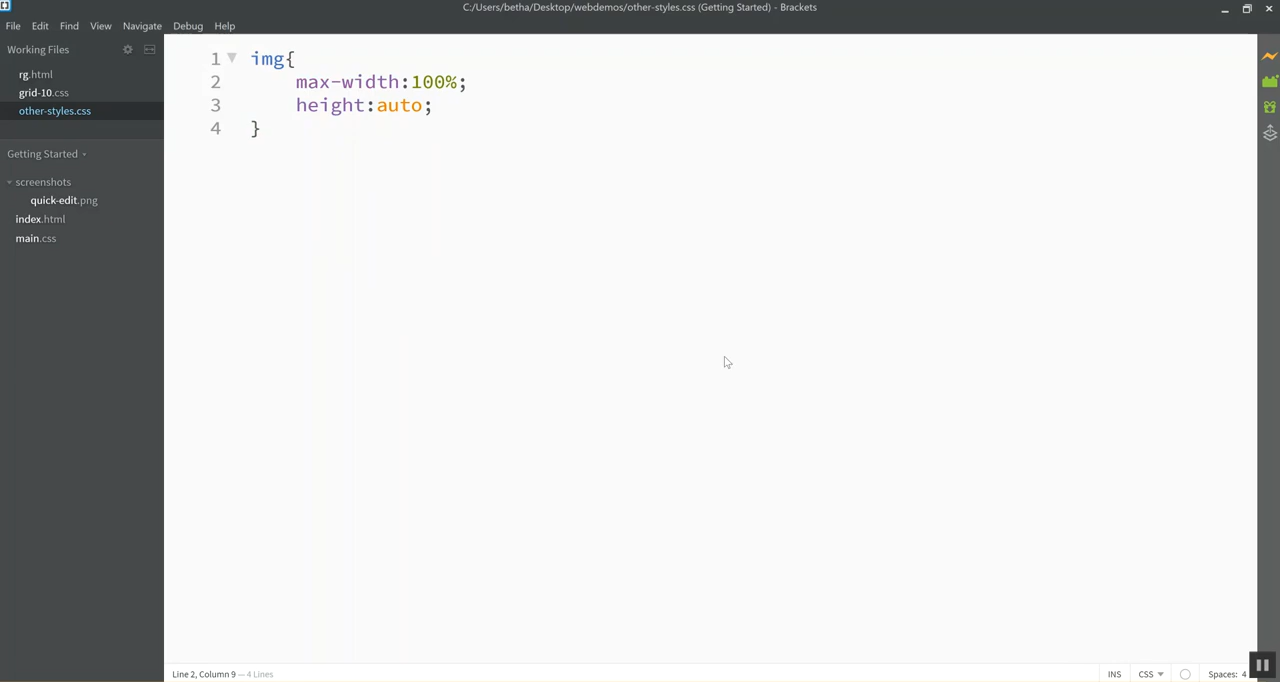 C:/Users/betha/Desktop/webdemos/other-styles.css (Getting Started) - Brackets
File Edit Find View Navigate Debug Help
Working Files
rg.html
grid-10.css
other-styles.css
Getting Started
screenshots
quick-edit.png
index.html
main.css
1 img{
2 max-width:100%;
3 height:auto;
4 }
Line 2, Column 9 — 4 Lines
INS CSS Spaces: 4